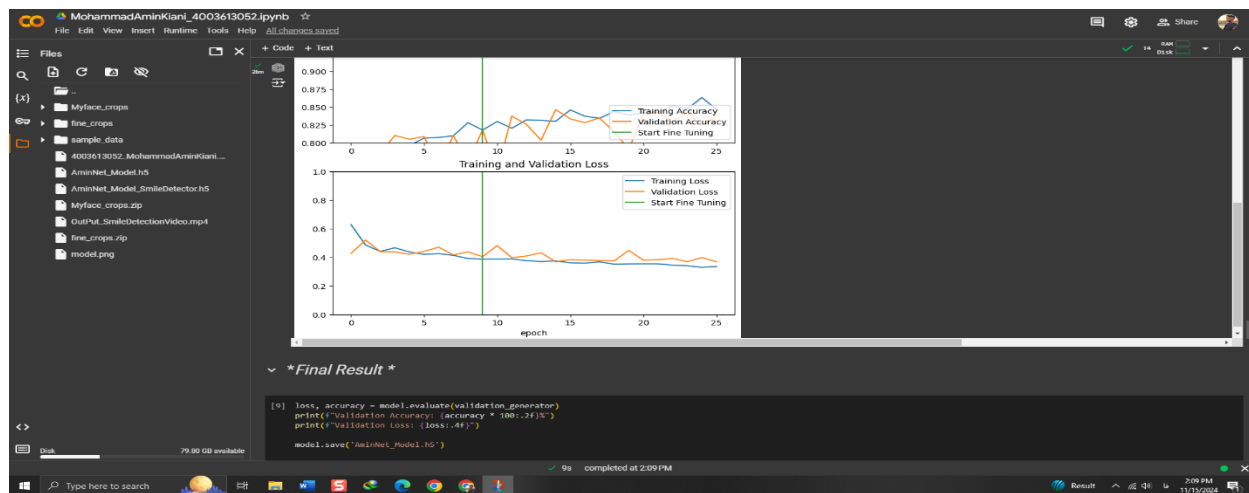 MohammadAminKiani_4003613052.ipynb
File Edit View Insert Runtime Tools Help All changes saved
Share
Files
+ Code + Text
RAM
Disk
26m
{x}
..
Myface_crops
fine_crops
sample_data
4003613052_MohammadAminKiani....
AminNet_Model.h5
AminNet_Model_SmileDetector.h5
Myface_crops.zip
OutPut_SmileDetectionVideo.mp4
fine_crops.zip
model.png
0.900
0.875
0.850
0.825
0.800
Training Accuracy
Validation Accuracy
Start Fine Tuning
0 5 10 15 20 25
Training and Validation Loss
1.0
0.8
0.6
0.4
0.2
0.0
Training Loss
Validation Loss
Start Fine Tuning
0 5 10 15 20 25
epoch
*Final Result *
[9] loss, accuracy = model.evaluate(validation_generator)
print(f"Validation Accuracy: {accuracy * 100:.2f}%")
print(f"Validation Loss: {loss:.4f}")
model.save('AminNet_Model.h5')
Disk 79.00 GB available
9s completed at 2:09 PM
Type here to search
Result
2:09 PM
11/15/2024